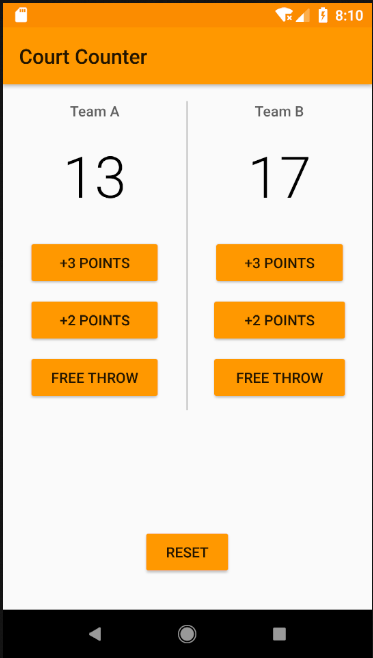 8:10
Court Counter
Team A
Team B
13
17
+3 POINTS
+3 POINTS
+2 POINTS
+2 POINTS
FREE THROW
FREE THROW
RESET